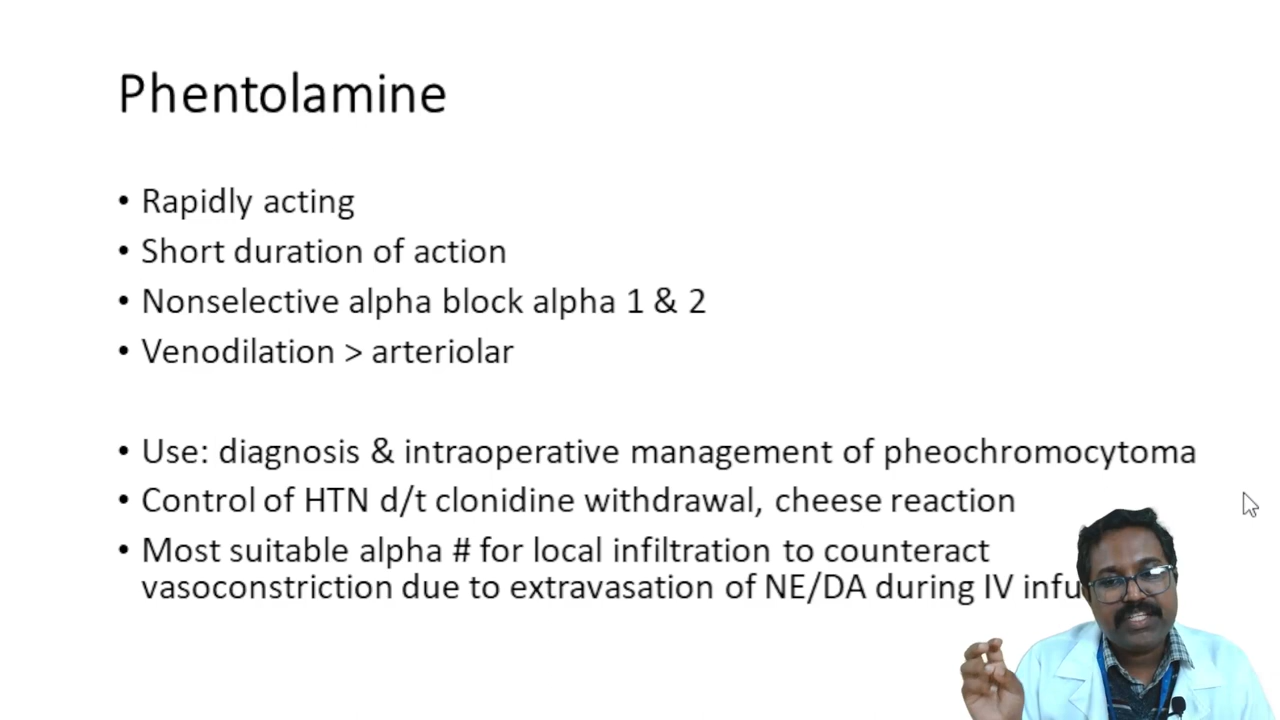 Phentolamine
• Rapidly acting
• Short duration of action
• Nonselective alpha block alpha 1 & 2
• Venodilation > arteriolar
• Use: diagnosis & intraoperative management of pheochromocytoma
• Control of HTN d/t clonidine withdrawal, cheese reaction
• Most suitable alpha # for local infiltration to counteract
vasoconstriction due to extravasation of NE/DA during IV